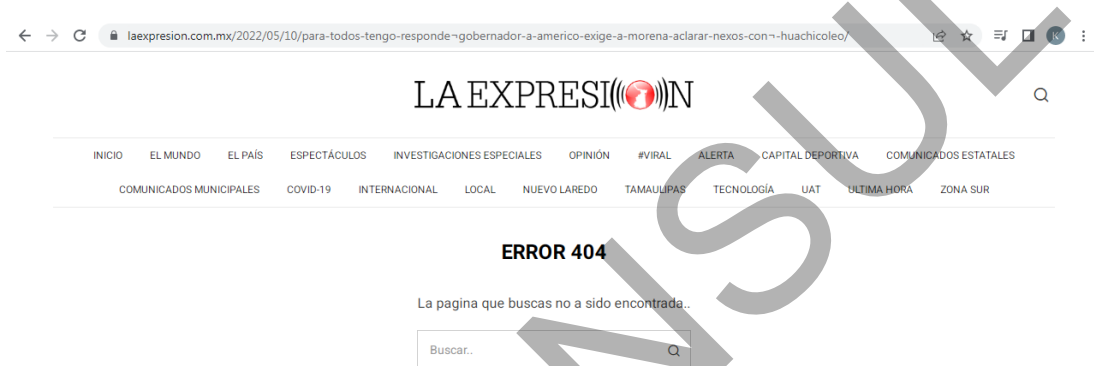 laexpresion.com.mx/2022/05/10/para-todos-tengo-responde¬gobernador-a-americo-exige-a-morena-aclarar-nexos-con¬-huachicoleo/
K
LA EXPRESIÓN
INICIO EL MUNDO EL PAÍS ESPECTÁCULOS INVESTIGACIONES ESPECIALES OPINIÓN #VIRAL ALERTA CAPITAL DEPORTIVA COMUNICADOS ESTATALES
COMUNICADOS MUNICIPALES COVID-19 INTERNACIONAL LOCAL NUEVO LAREDO TAMAULIPAS TECNOLOGÍA UAT ULTIMA HORA ZONA SUR
ERROR 404
La pagina que buscas no a sido encontrada..
Buscar..
NSUL